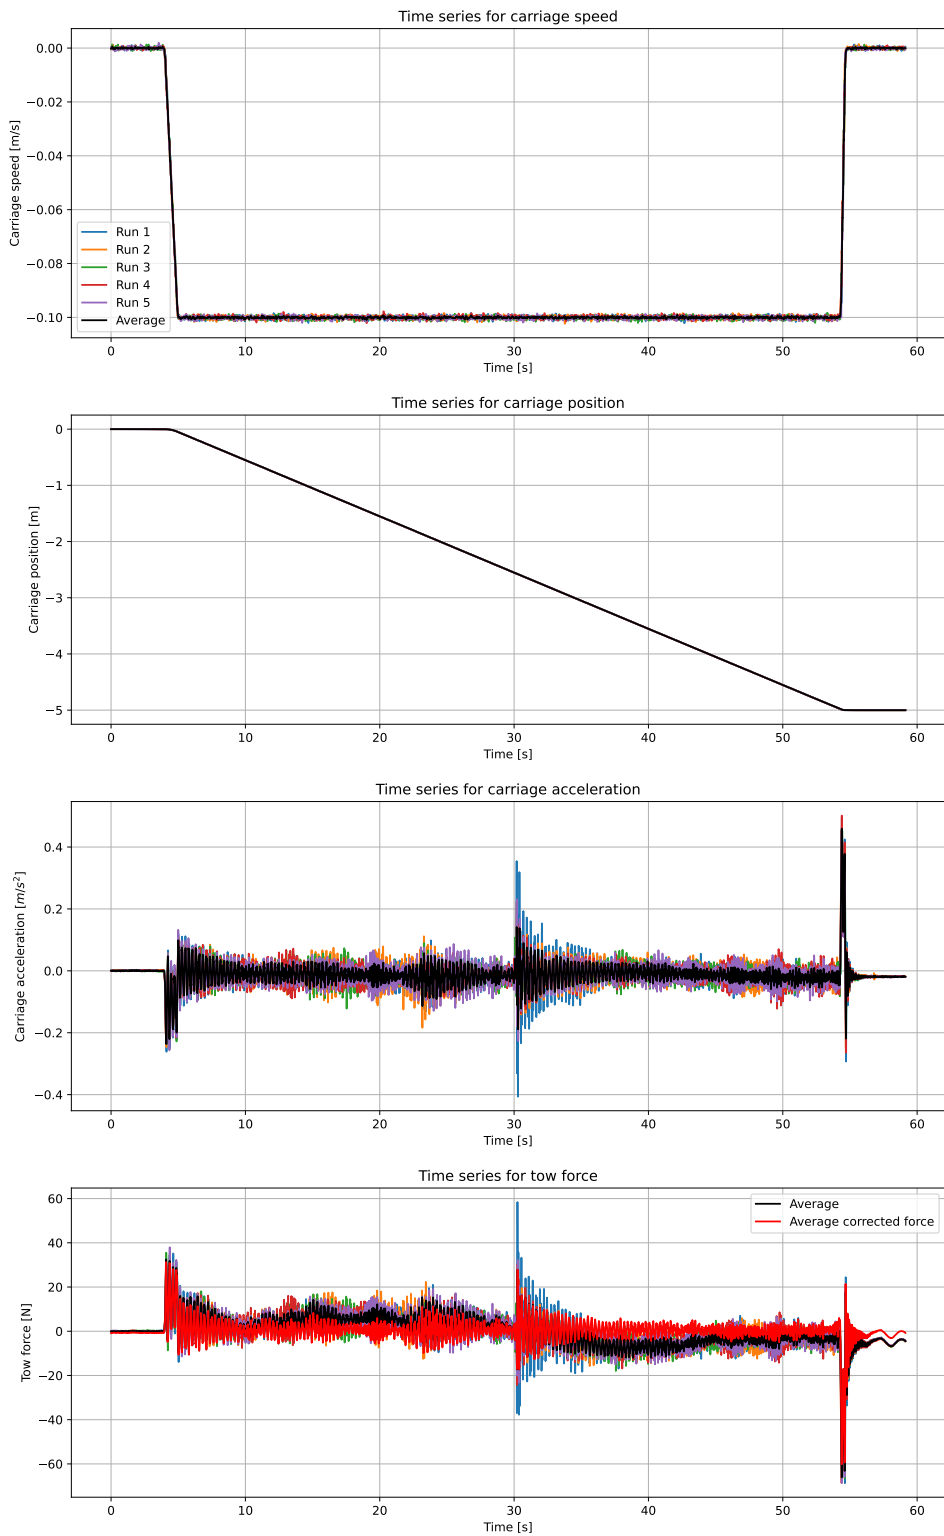 Time series for carriage speed
Carriage speed [m/s]
0.00
−0.02
−0.04
−0.06
−0.08
−0.10
Run 1
Run 2
Run 3
Run 4
Run 5
Average
0 10 20 30 40 50 60
Time [s]
Time series for carriage position
Carriage position [m]
0
−1
−2
−3
−4
−5
0 10 20 30 40 50 60
Time [s]
Time series for carriage acceleration
Carriage acceleration [m/s²]
0.4
0.2
0.0
−0.2
−0.4
0 10 20 30 40 50 60
Time [s]
Time series for tow force
Tow force [N]
60
40
20
0
−20
−40
−60
Average
Average corrected force
0 10 20 30 40 50 60
Time [s]